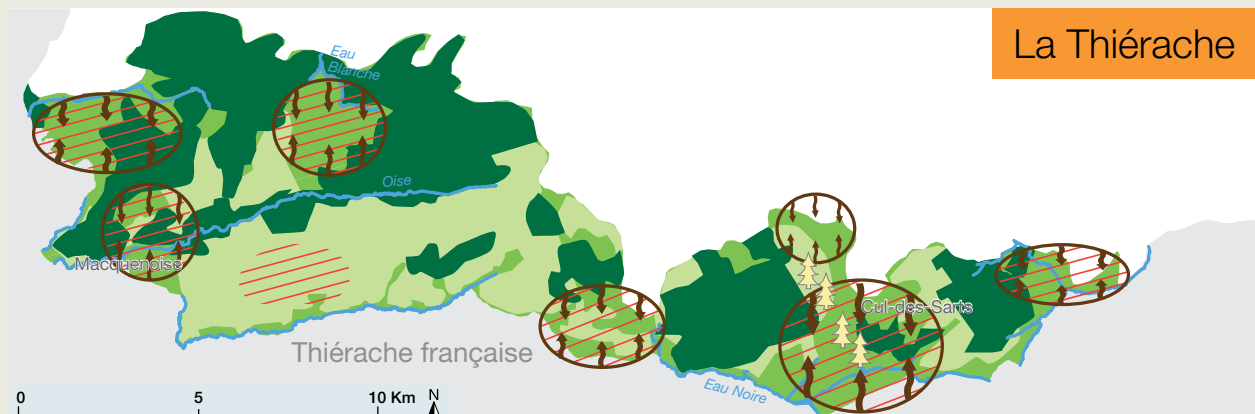 La Thiérache
Eau
Blanche
Oise
Macquenoise
Cul-des-Sarts
Thiérache française
Eau Noire
0 5 10 Km N